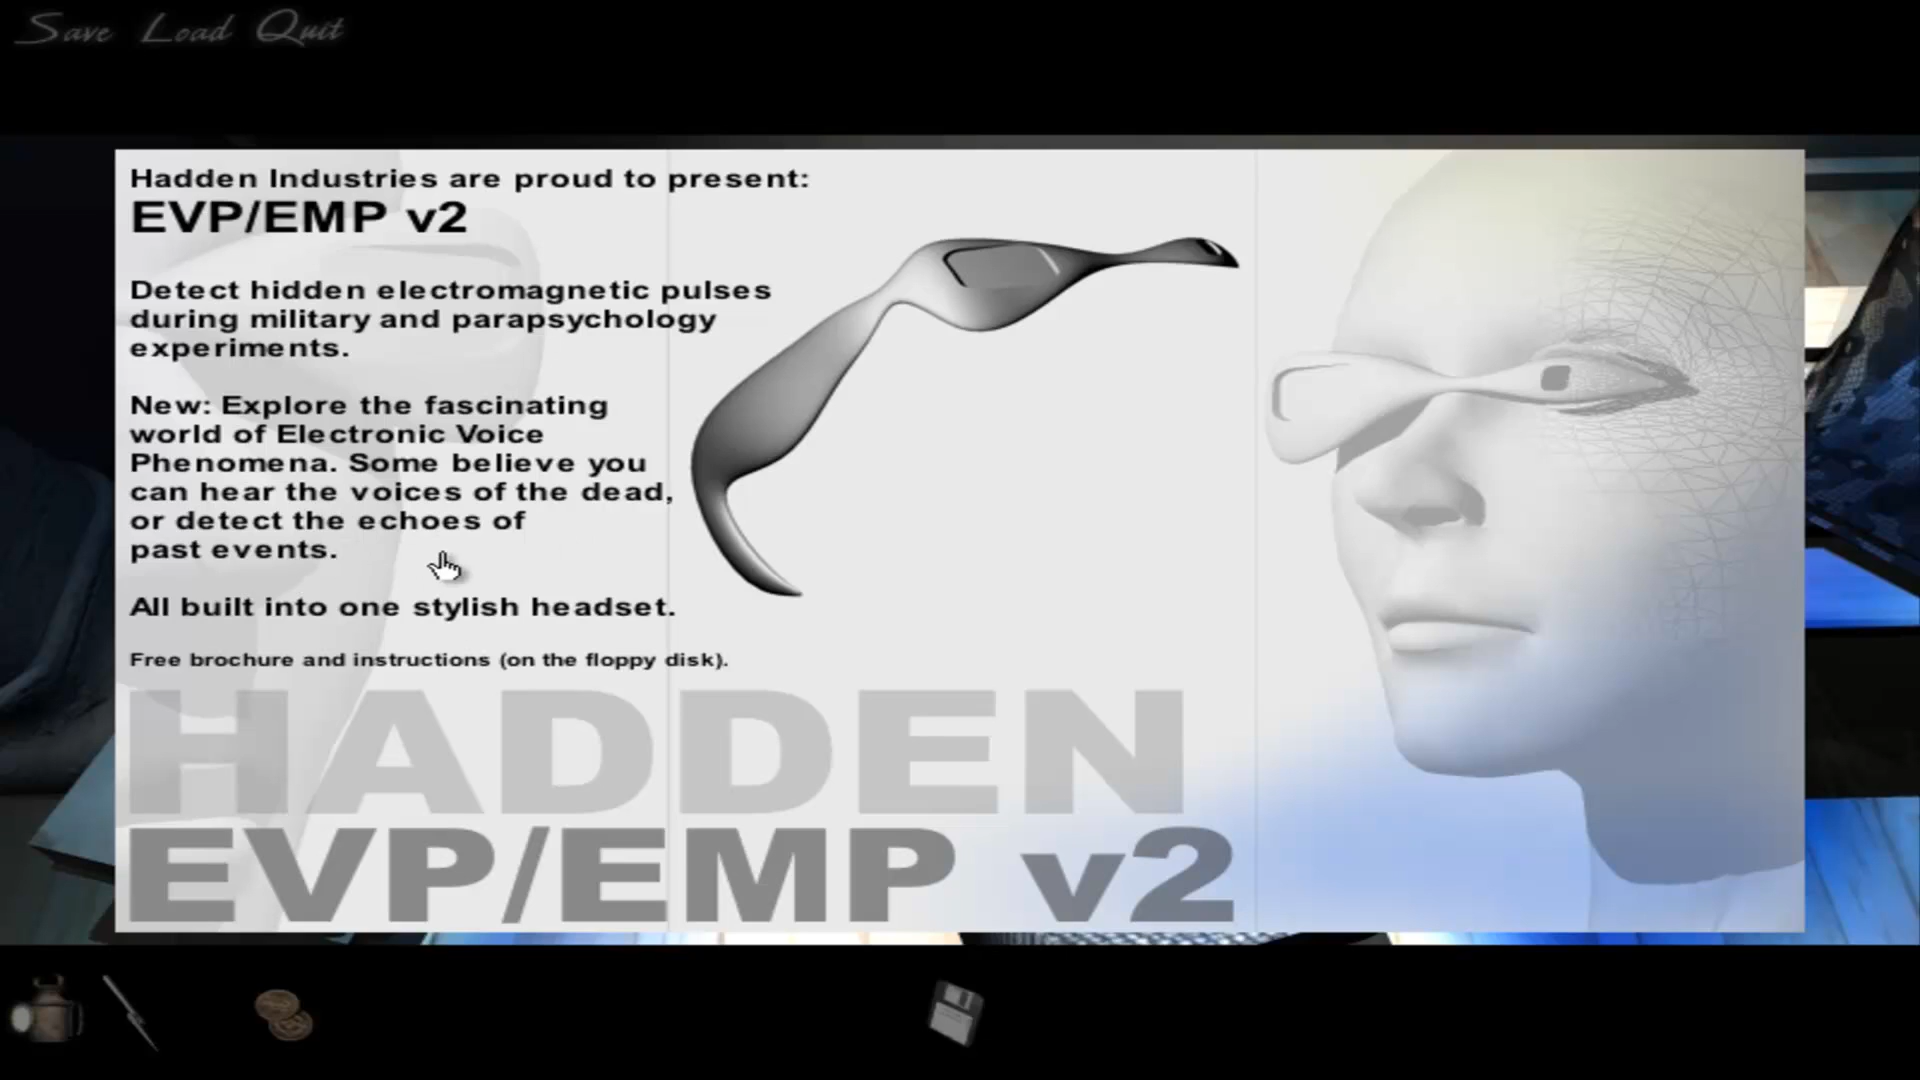 Save Load Quit
Hadden Industries are proud to present:
EVP/EMP v2
Detect hidden electromagnetic pulses
during military and parapsychology
experiments.
New: Explore the fascinating
world of Electronic Voice
Phenomena. Some believe you
can hear the voices of the dead,
or detect the echoes of
past events.
All built into one stylish headset.
Free brochure and instructions (on the floppy disk).
HADDEN
EVP/EMP v2